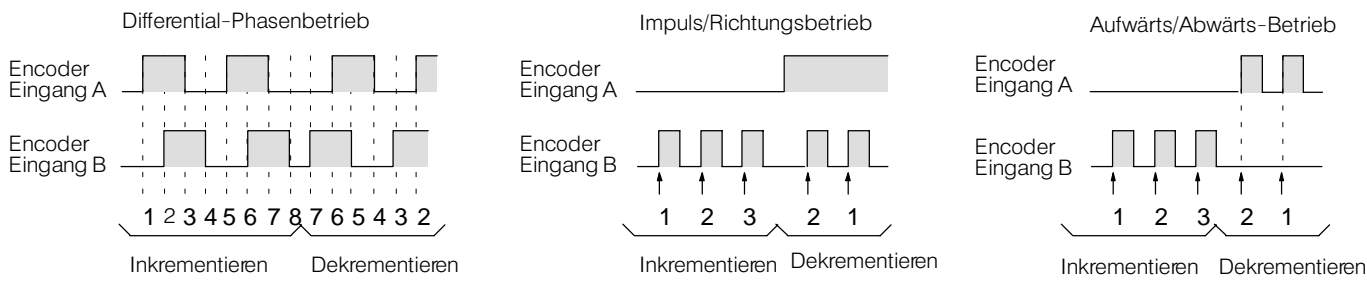 Differential-Phasenbetrieb
Encoder
Eingang A
Encoder
Eingang B
1 2 3 4 5 6 7 8 7 6 5 4 3 2
Inkrementieren Dekrementieren
Impuls/Richtungsbetrieb
Encoder
Eingang A
Encoder
Eingang B
1 2 3 2 1
Inkrementieren Dekrementieren
Aufwärts/Abwärts-Betrieb
Encoder
Eingang A
Encoder
Eingang B
1 2 3 2 1
Inkrementieren Dekrementieren